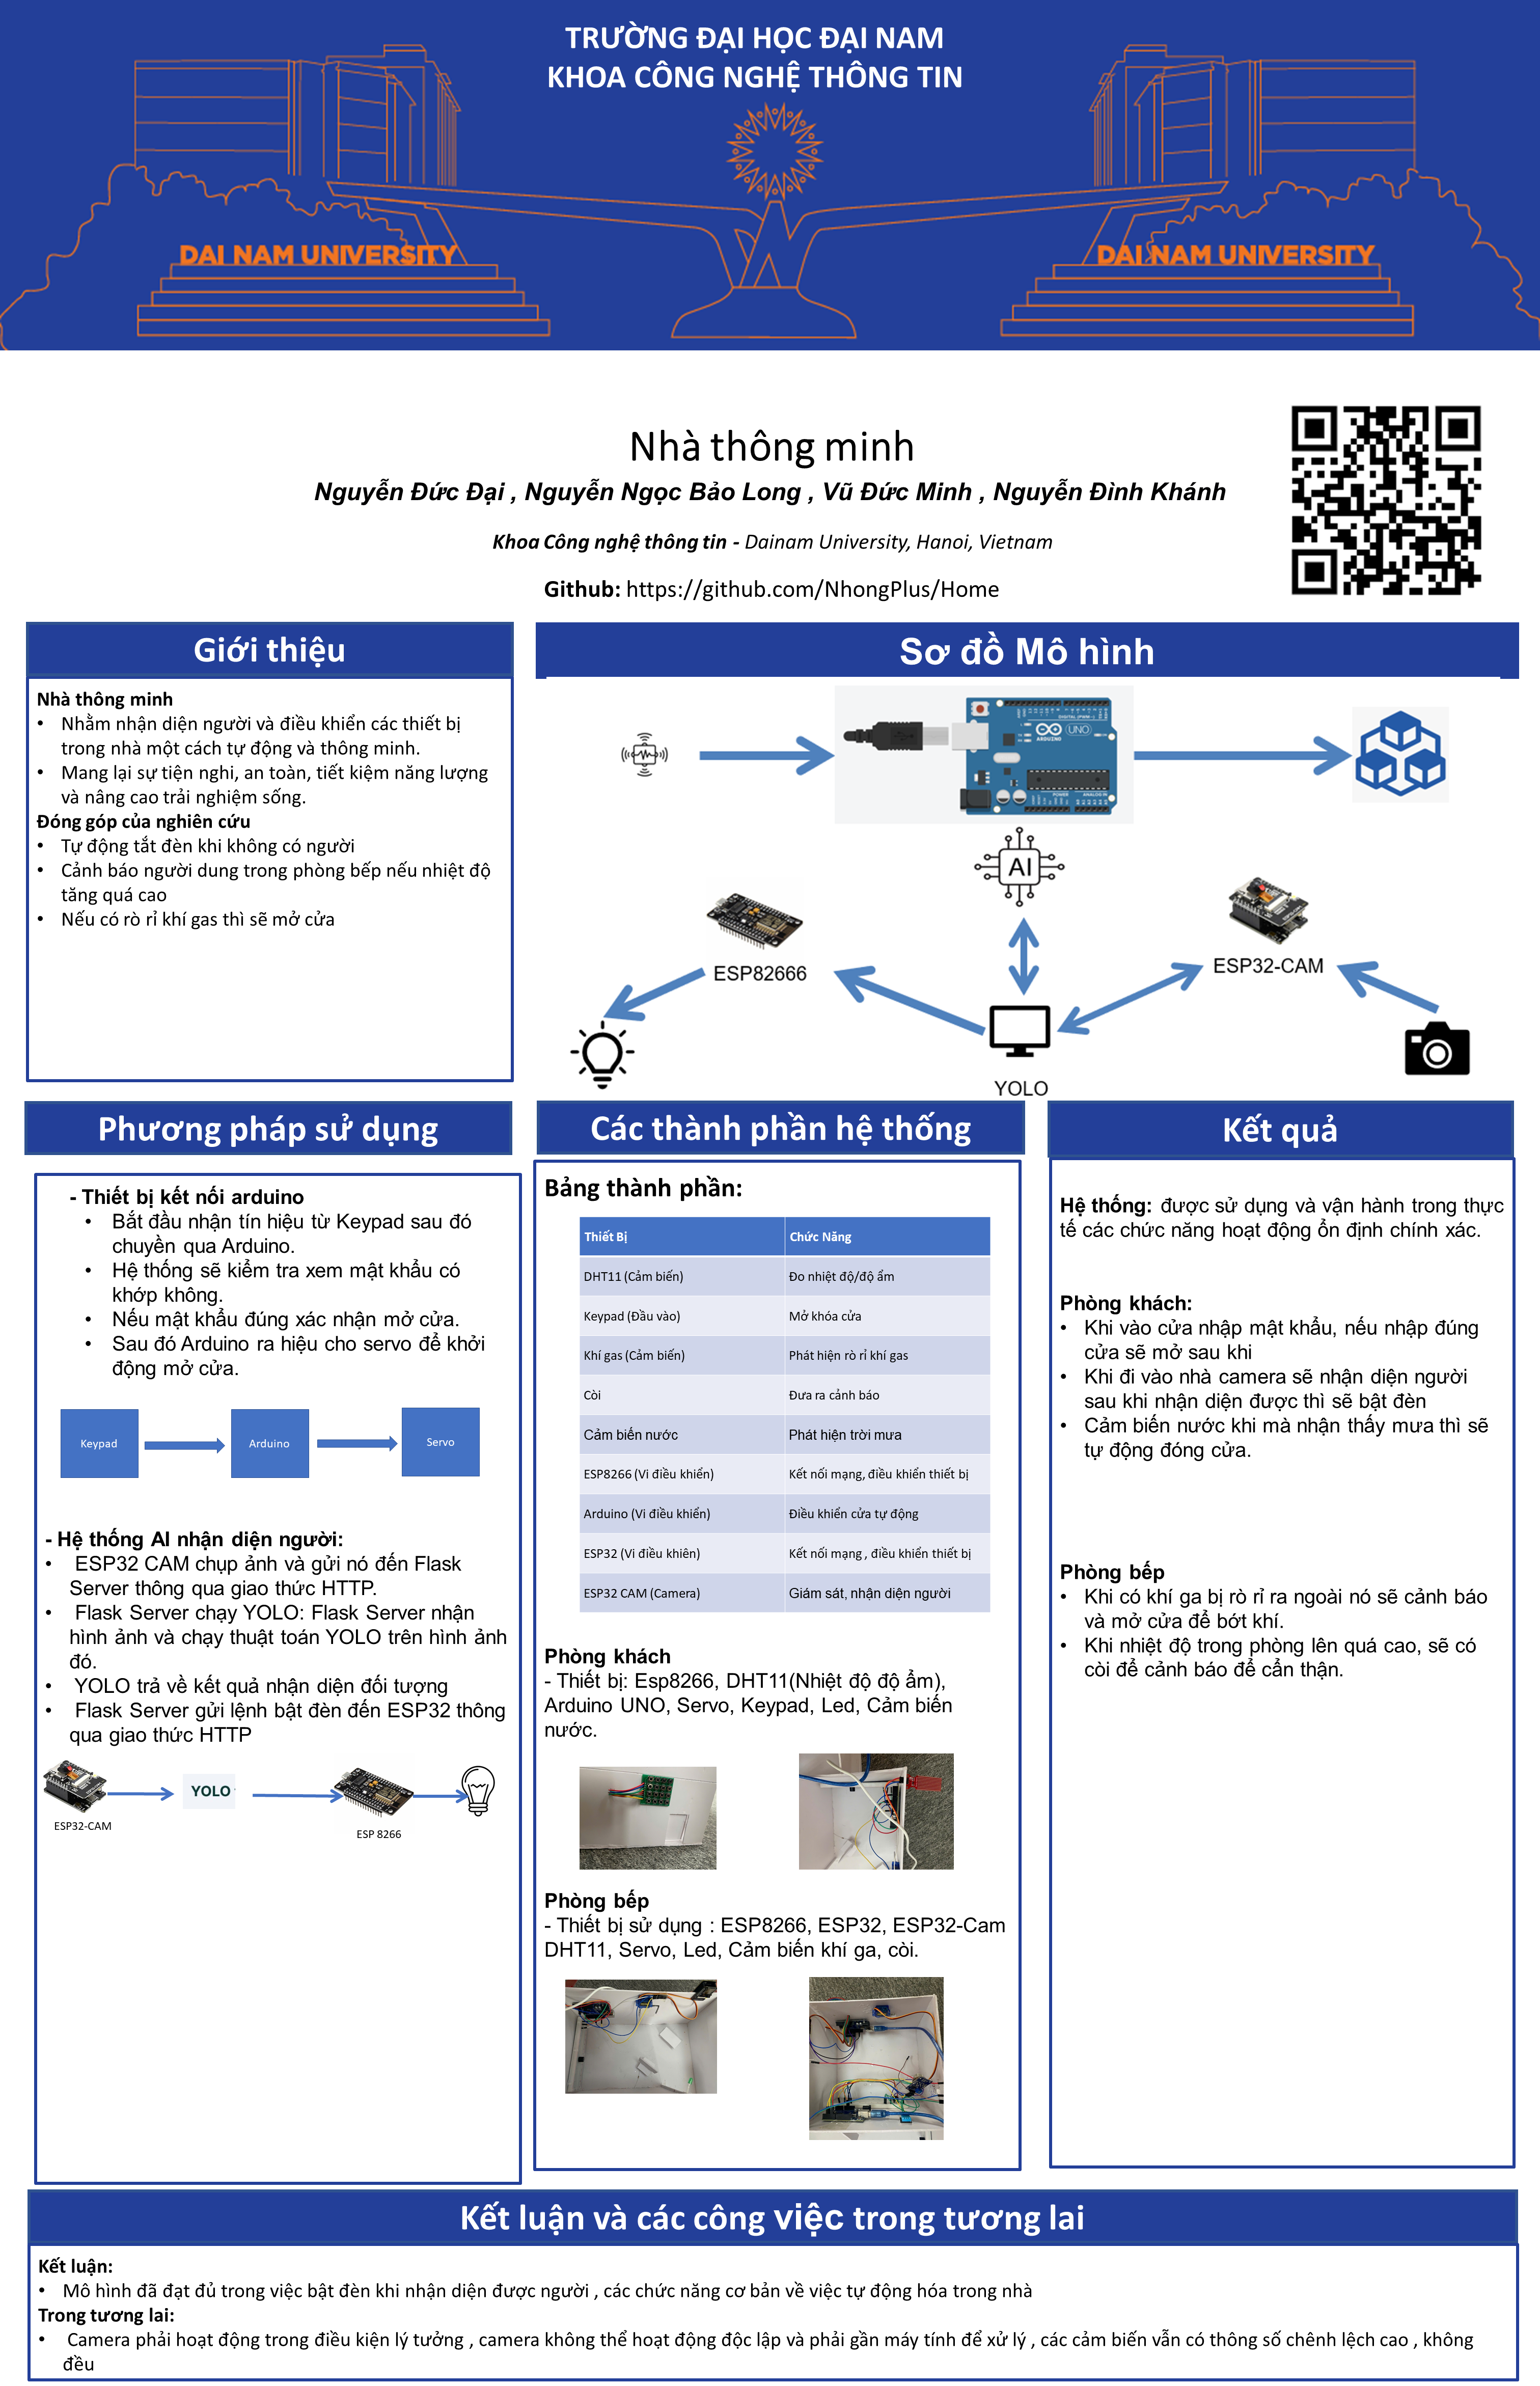 TRƯỜNG ĐẠI HỌC ĐẠI NAM
KHOA CÔNG NGHỆ THÔNG TIN
DAI NAM UNIVERSITY
DAI NAM UNIVERSITY
Nhà thông minh
Nguyễn Đức Đại , Nguyễn Ngọc Bảo Long , Vũ Đức Minh , Nguyễn Đình Khánh
Khoa Công nghệ thông tin - Dainam University, Hanoi, Vietnam
Github: https://github.com/NhongPlus/Home
Giới thiệu
Nhà thông minh
• Nhằm nhận diện người và điều khiển các thiết bị
trong nhà một cách tự động và thông minh.
• Mang lại sự tiện nghi, an toàn, tiết kiệm năng lượng
và nâng cao trải nghiệm sống.
Đóng góp của nghiên cứu
• Tự động tắt đèn khi không có người
• Cảnh báo người dung trong phòng bếp nếu nhiệt độ
tăng quá cao
• Nếu có rò rỉ khí gas thì sẽ mở cửa
Sơ đồ Mô hình
UNO
ARDUINO
AI
ESP82666
ESP32-CAM
YOLO
Phương pháp sử dụng
- Thiết bị kết nối arduino
• Bắt đầu nhận tín hiệu từ Keypad sau đó
chuyền qua Arduino.
• Hệ thống sẽ kiểm tra xem mật khẩu có
khớp không.
• Nếu mật khẩu đúng xác nhận mở cửa.
• Sau đó Arduino ra hiệu cho servo để khởi
động mở cửa.
Keypad
Arduino
Servo
- Hệ thống AI nhận diện người:
• ESP32 CAM chụp ảnh và gửi nó đến Flask
Server thông qua giao thức HTTP.
• Flask Server chạy YOLO: Flask Server nhận
hình ảnh và chạy thuật toán YOLO trên hình ảnh
đó.
• YOLO trả về kết quả nhận diện đối tượng
• Flask Server gửi lệnh bật đèn đến ESP32 thông
qua giao thức HTTP
YOLO
ESP32-CAM
ESP 8266
Các thành phần hệ thống
Bảng thành phần:
Thiết Bị Chức Năng
DHT11 (Cảm biến) Đo nhiệt độ/độ ẩm
Keypad (Đầu vào) Mở khóa cửa
Khí gas (Cảm biến) Phát hiện rò rỉ khí gas
Còi Đưa ra cảnh báo
Cảm biến nước Phát hiện trời mưa
ESP8266 (Vi điều khiển) Kết nối mạng, điều khiển thiết bị
Arduino (Vi điều khiển) Điều khiển cửa tự động
ESP32 (Vi điều khiên) Kết nối mạng , điều khiển thiết bị
ESP32 CAM (Camera) Giám sát, nhận diện người
Phòng khách
- Thiết bị: Esp8266, DHT11(Nhiệt độ độ ẩm),
Arduino UNO, Servo, Keypad, Led, Cảm biến
nước.
Phòng bếp
- Thiết bị sử dụng : ESP8266, ESP32, ESP32-Cam
DHT11, Servo, Led, Cảm biến khí ga, còi.
Kết quả
Hệ thống: được sử dụng và vận hành trong thực
tế các chức năng hoạt động ổn định chính xác.
Phòng khách:
• Khi vào cửa nhập mật khẩu, nếu nhập đúng
cửa sẽ mở sau khi
• Khi đi vào nhà camera sẽ nhận diện người
sau khi nhận diện được thì sẽ bật đèn
• Cảm biến nước khi mà nhận thấy mưa thì sẽ
tự động đóng cửa.
Phòng bếp
• Khi có khí ga bị rò rỉ ra ngoài nó sẽ cảnh báo
và mở cửa để bớt khí.
• Khi nhiệt độ trong phòng lên quá cao, sẽ có
còi để cảnh báo để cẩn thận.
Kết luận và các công việc trong tương lai
Kết luận:
• Mô hình đã đạt đủ trong việc bật đèn khi nhận diện được người , các chức năng cơ bản về việc tự động hóa trong nhà
Trong tương lai:
• Camera phải hoạt động trong điều kiện lý tưởng , camera không thể hoạt động độc lập và phải gần máy tính để xử lý , các cảm biến vẫn có thông số chênh lệch cao , không
đều